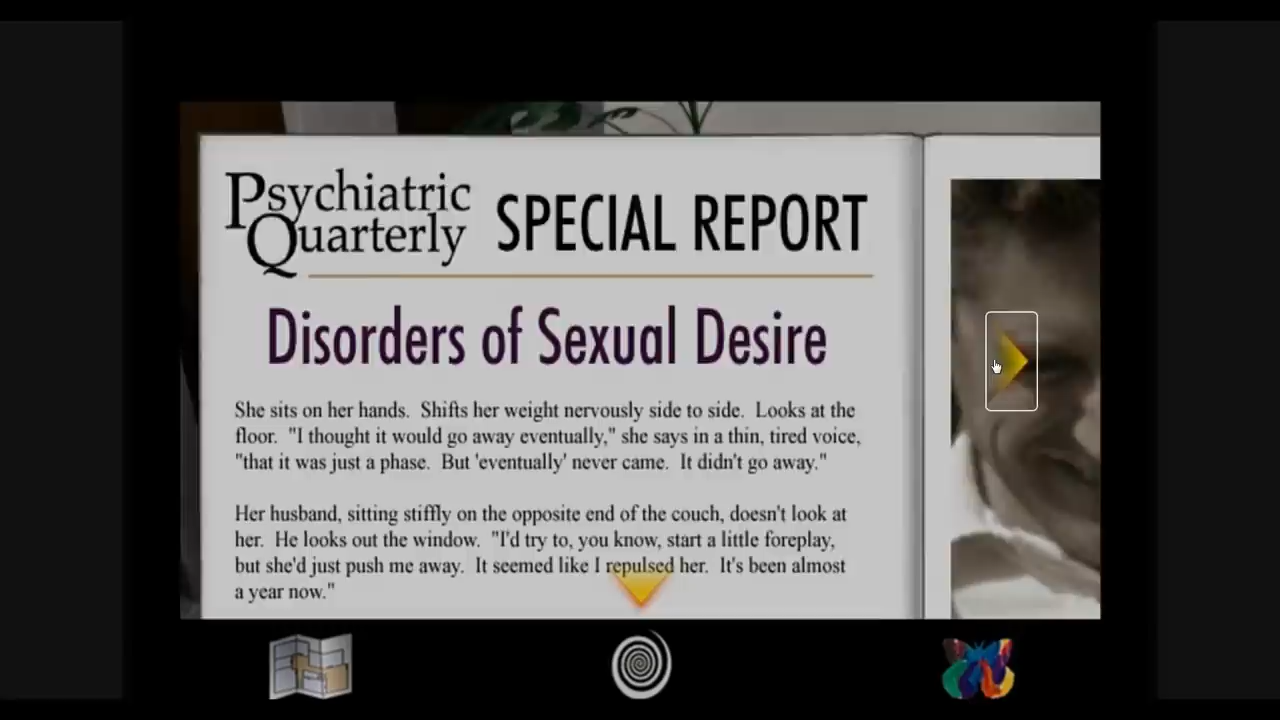 Psychiatric
Quarterly
SPECIAL REPORT
Disorders of Sexual Desire
She sits on her hands.  Shifts her weight nervously side to side.  Looks at the
floor.  "I thought it would go away eventually," she says in a thin, tired voice,
"that it was just a phase.  But 'eventually' never came.  It didn't go away."
Her husband, sitting stiffly on the opposite end of the couch, doesn't look at
her.  He looks out the window.  "I'd try to, you know, start a little foreplay,
but she'd just push me away.  It seemed like I repulsed her.  It's been almost
a year now."